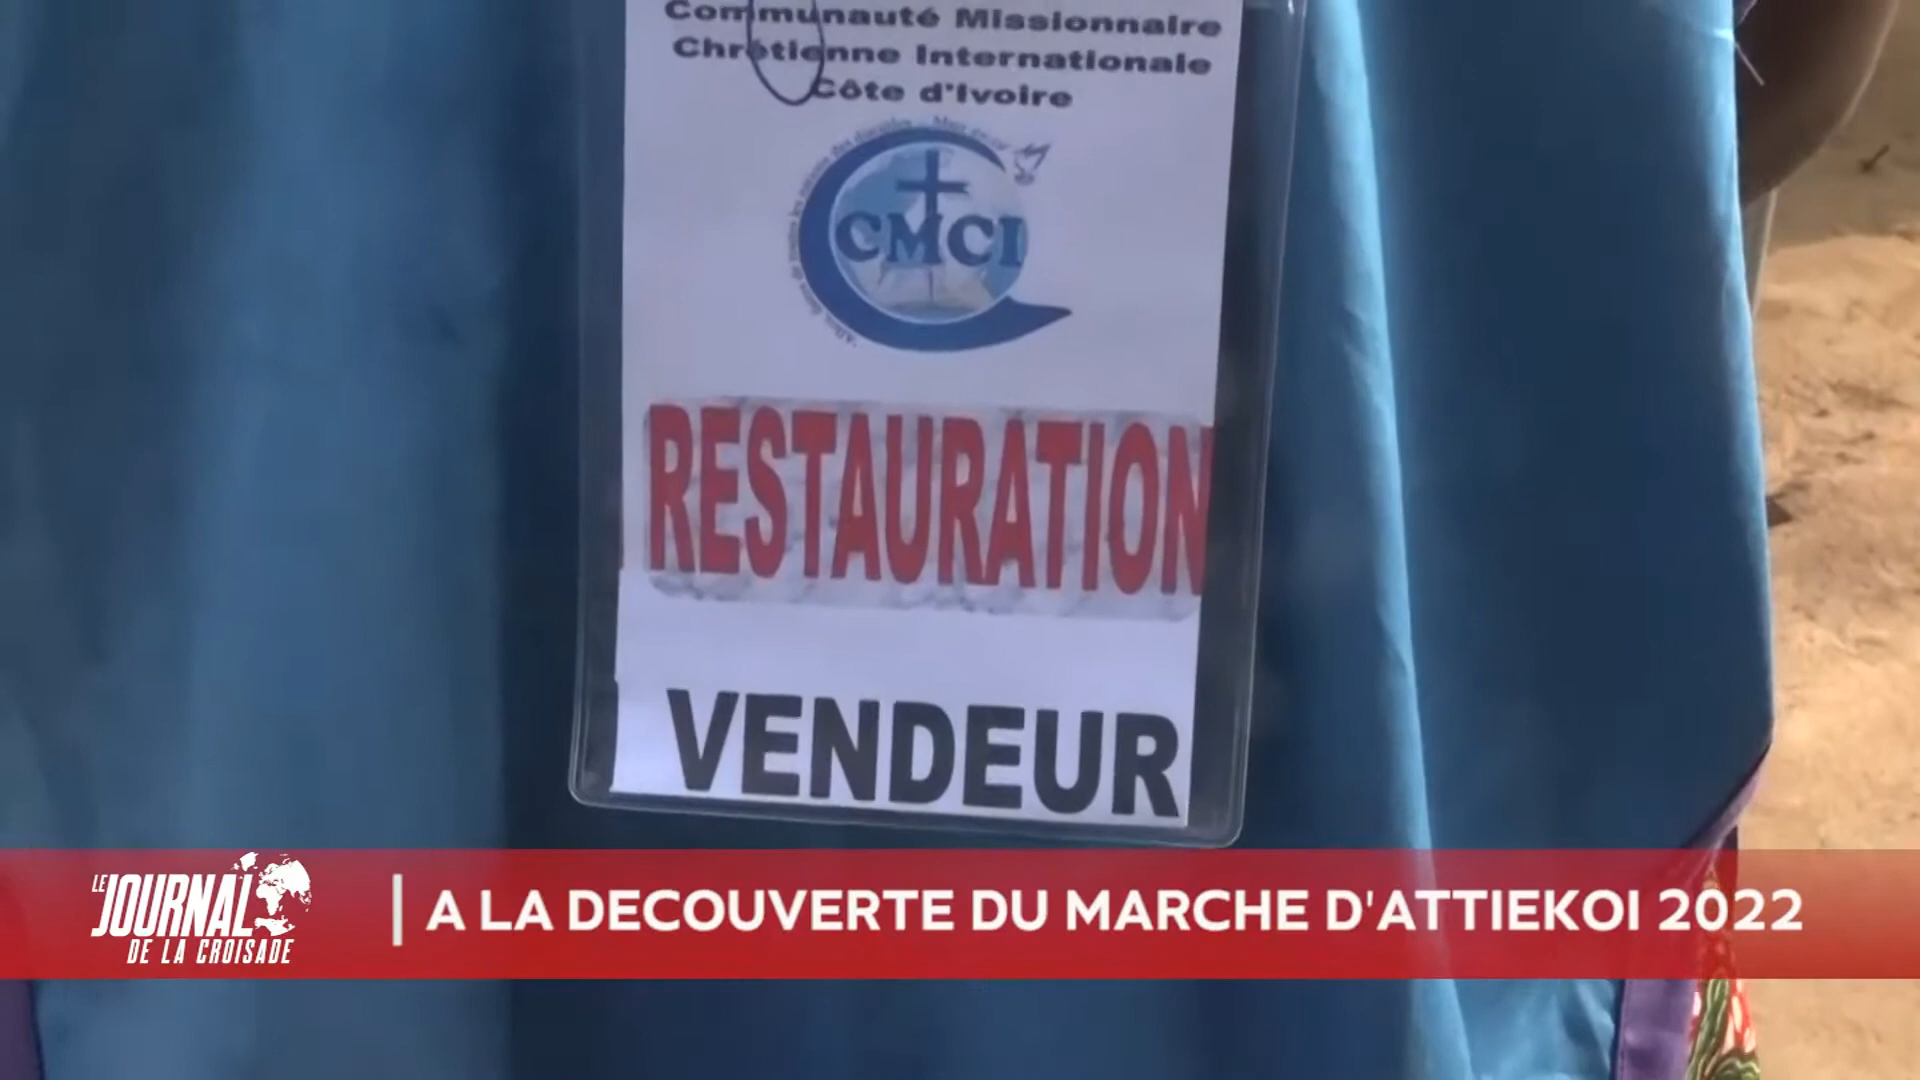 Communauté Missionnaire
Chrétienne Internationale
Côte d'Ivoire
CMCI
RESTAURATION
VENDEUR
LE JOURNAL
DE LA CROISADE
A LA DECOUVERTE DU MARCHE D'ATTIEKOI 2022